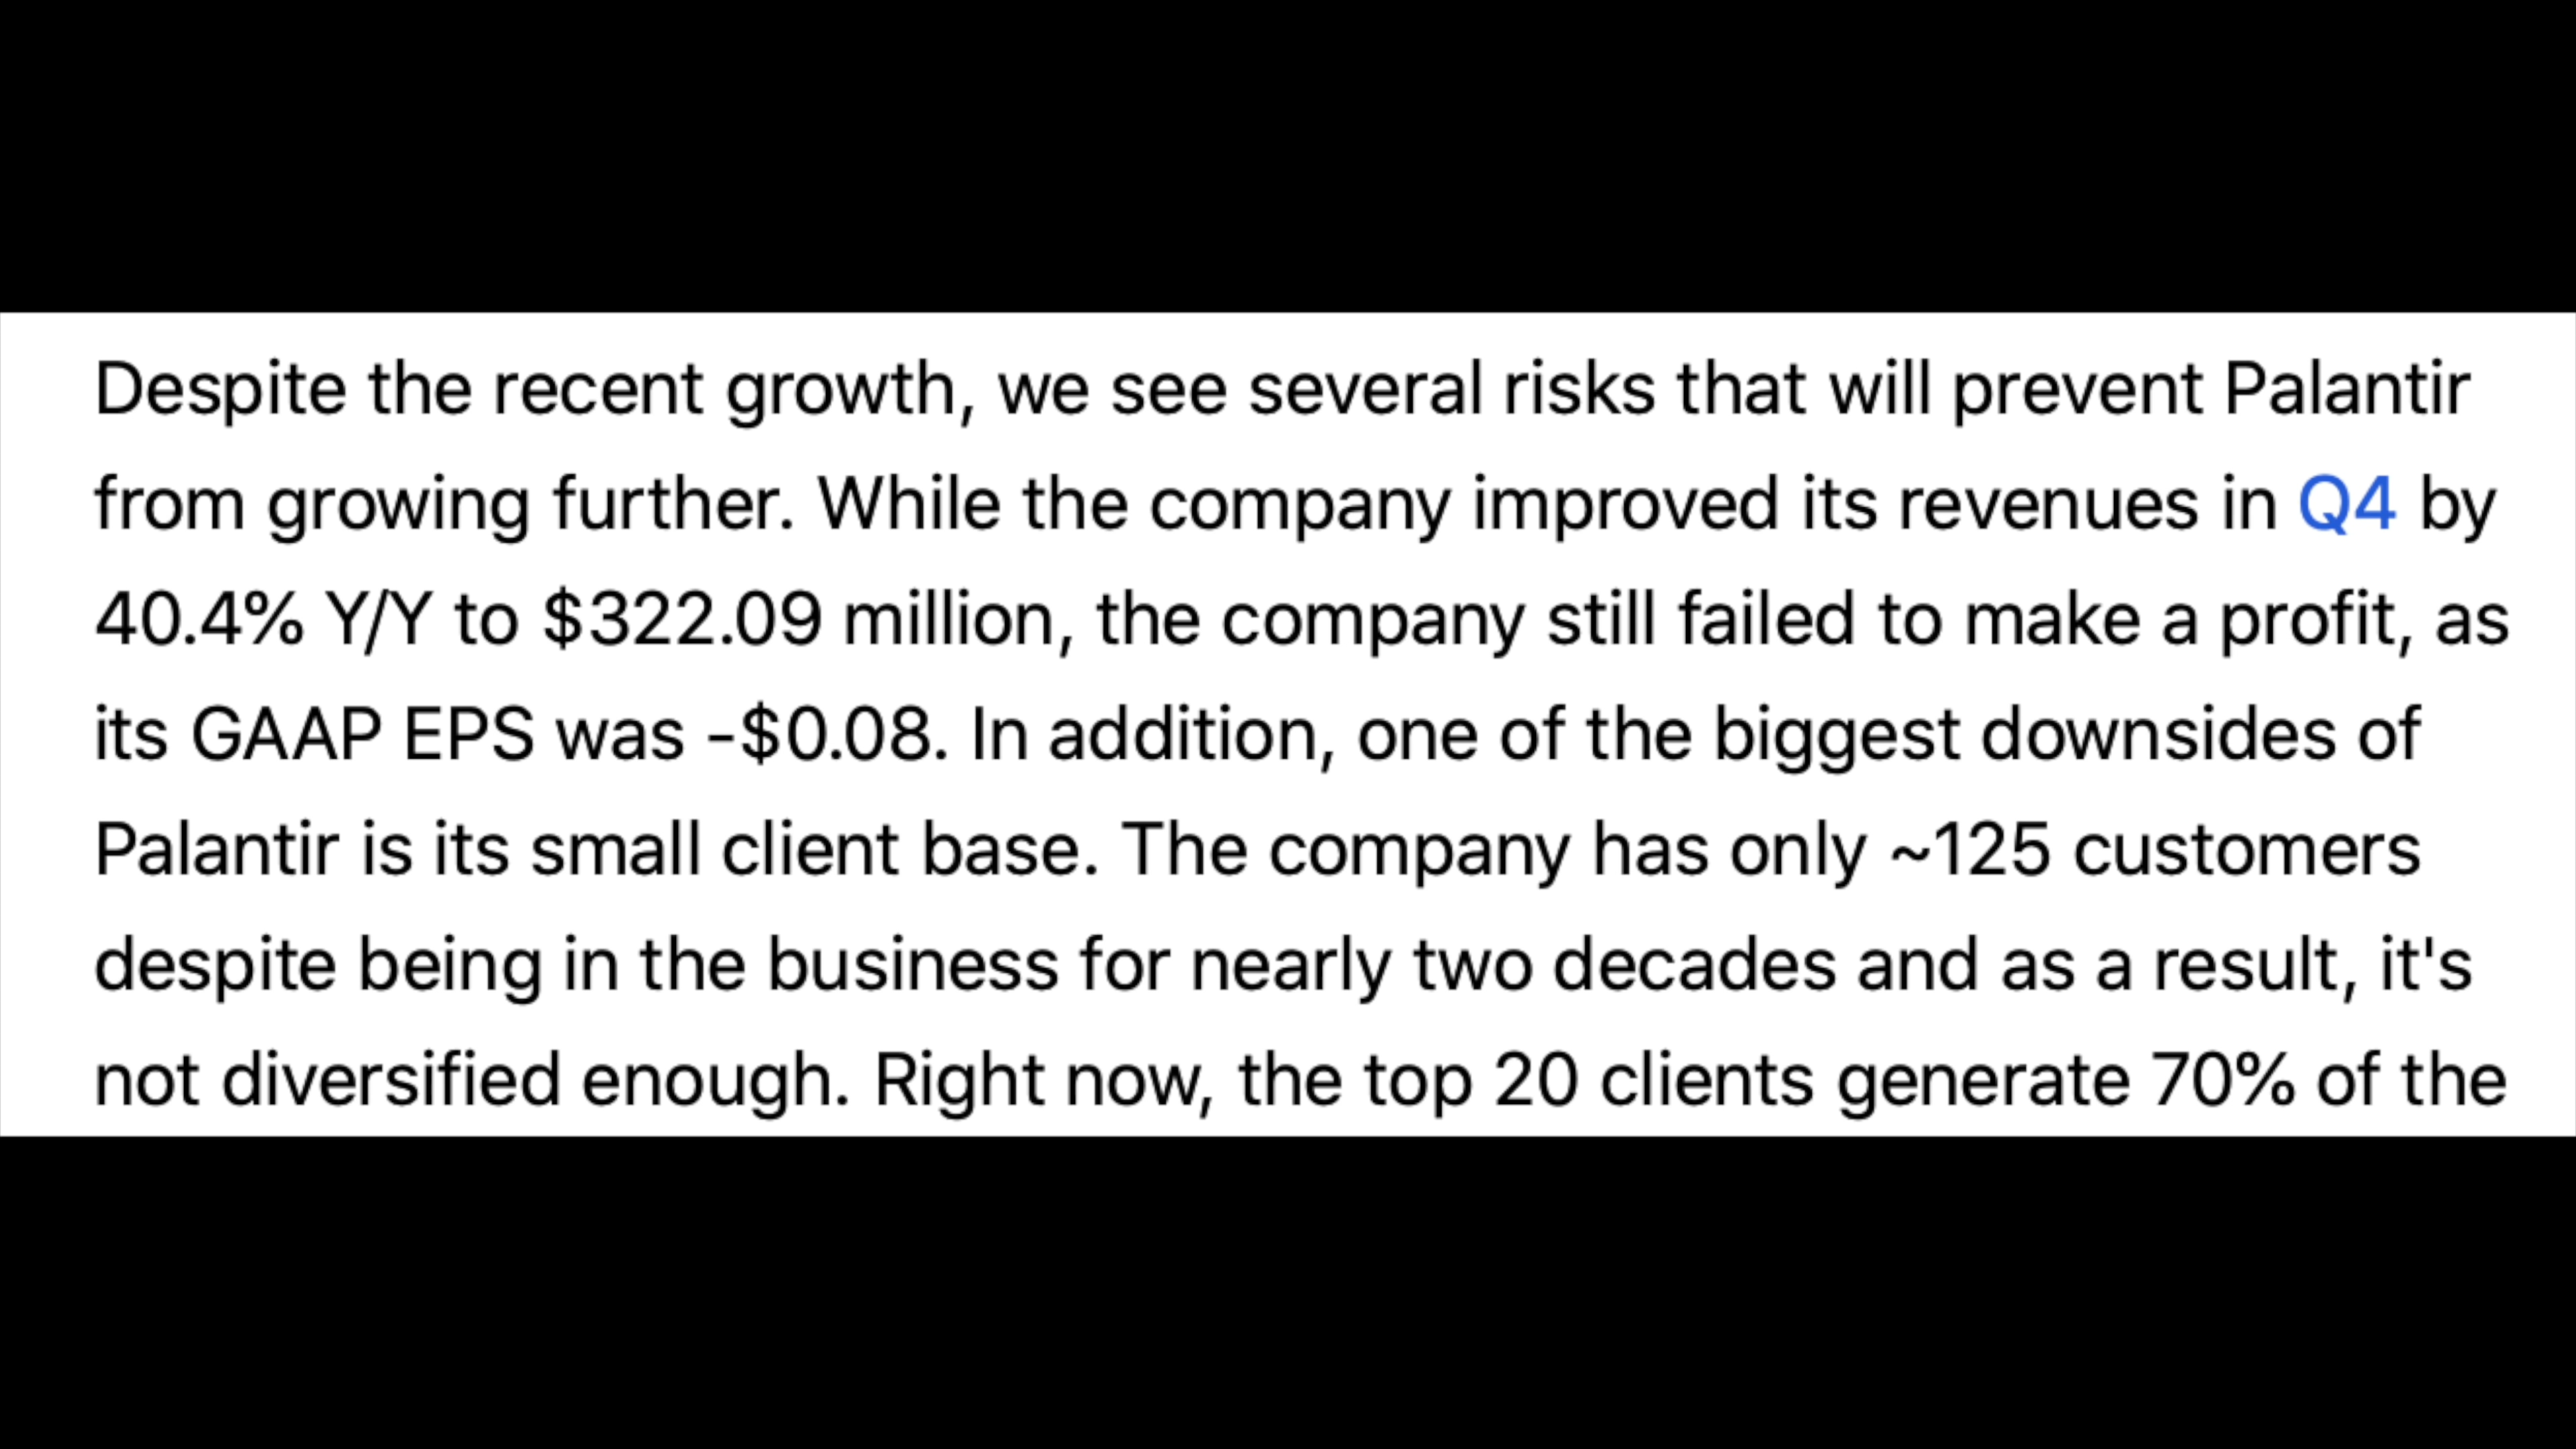 Despite the recent growth, we see several risks that will prevent Palantir
from growing further. While the company improved its revenues in Q4 by
40.4% Y/Y to $322.09 million, the company still failed to make a profit, as
its GAAP EPS was -$0.08. In addition, one of the biggest downsides of
Palantir is its small client base. The company has only ~125 customers
despite being in the business for nearly two decades and as a result, it's
not diversified enough. Right now, the top 20 clients generate 70% of the